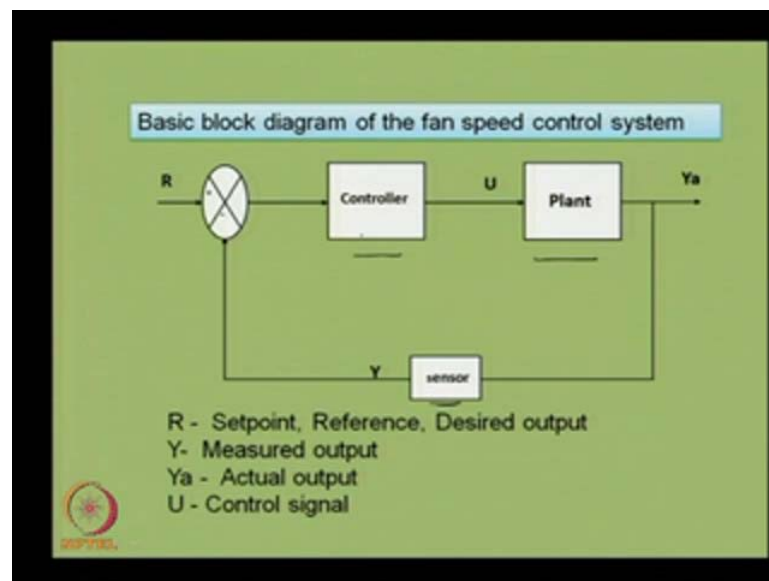 Basic block diagram of the fan speed control system
R
Controller
U
Plant
Ya
Y
sensor
R - Setpoint, Reference, Desired output
Y- Measured output
Ya - Actual output
U - Control signal
NPTEL